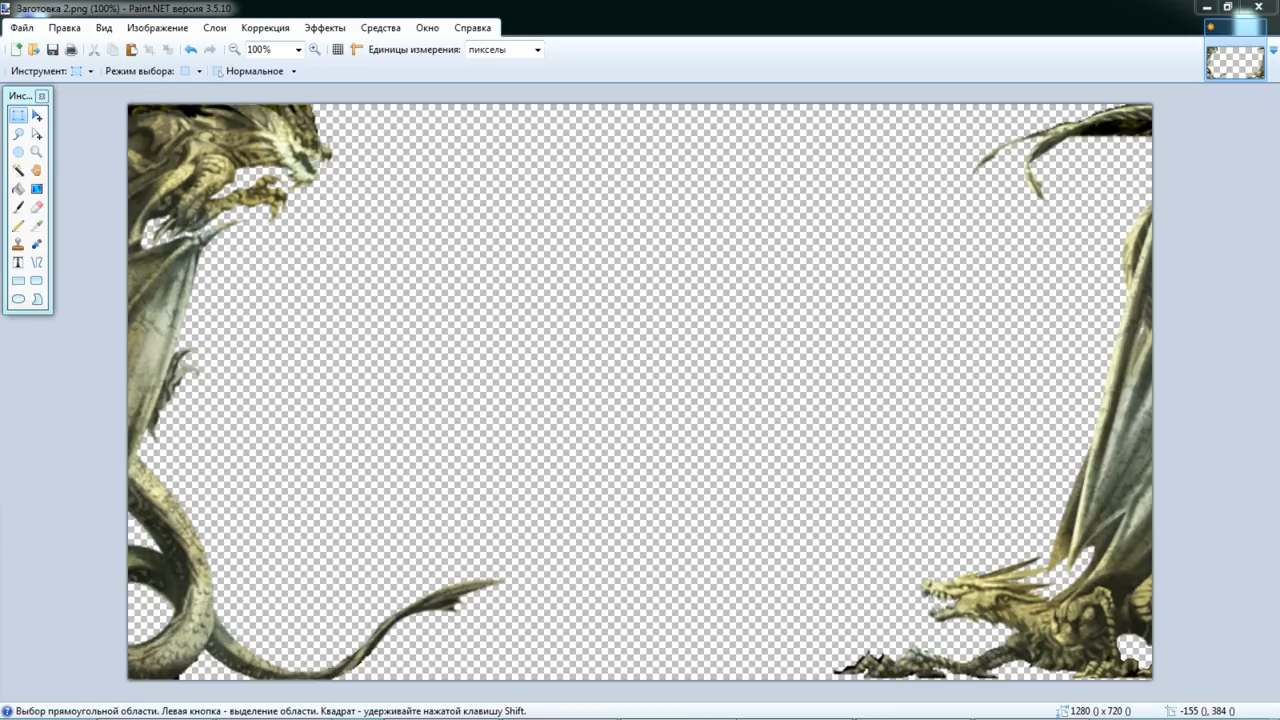 Заготовка 2.png (100%) - Paint.NET версия 3.5.10
Файл Правка Вид Изображение Слои Коррекция Эффекты Средства Окно Справка
100% Единицы измерения: пикселы
Инструмент: Режим выбора: Нормальное
Инс...
Выбор прямоугольной области. Левая кнопка - выделение области. Квадрат - удерживайте нажатой клавишу Shift. 1280 () x 720 () -155 (), 384 ()